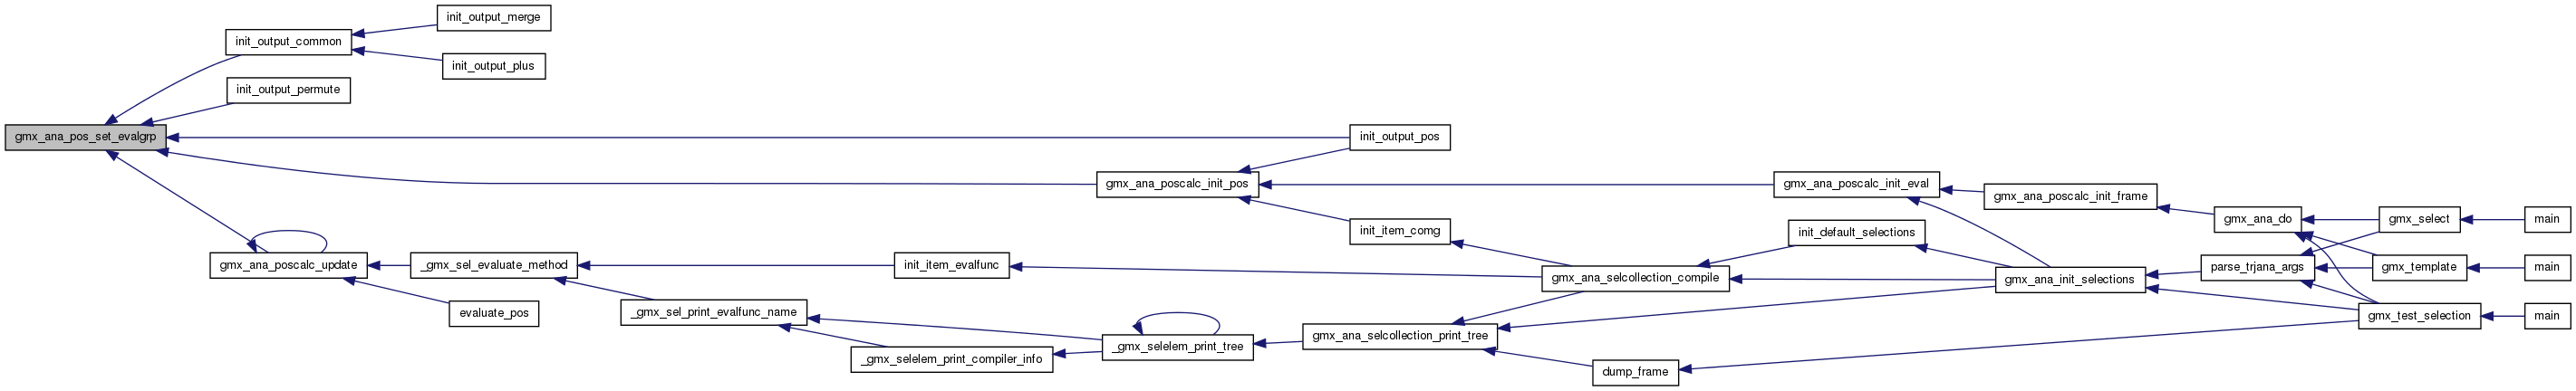 init_output_merge
init_output_common
init_output_plus
init_output_permute
gmx_ana_pos_set_evalgrp
init_output_pos
gmx_ana_poscalc_init_pos
gmx_ana_poscalc_init_eval
gmx_ana_poscalc_init_frame
gmx_ana_do
gmx_select
main
init_item_comg
init_default_selections
gmx_ana_poscalc_update
_gmx_sel_evaluate_method
init_item_evalfunc
gmx_ana_selcollection_compile
gmx_ana_init_selections
parse_trjana_args
gmx_template
main
evaluate_pos
_gmx_sel_print_evalfunc_name
gmx_test_selection
main
_gmx_selelem_print_compiler_info
_gmx_selelem_print_tree
gmx_ana_selcollection_print_tree
dump_frame